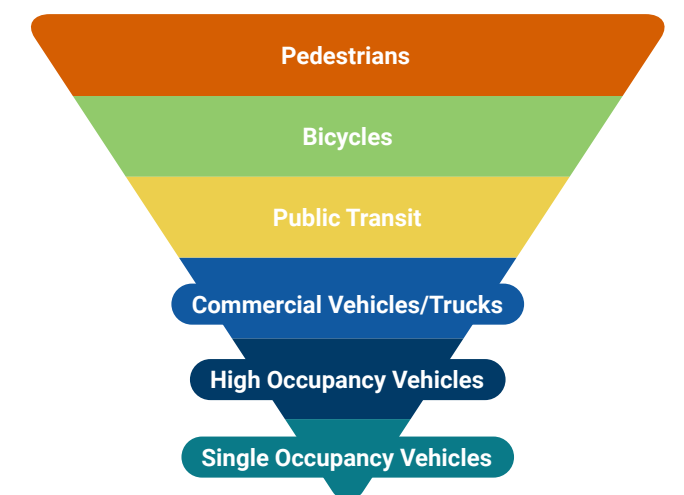 Pedestrians
Bicycles
Public Transit
Commercial Vehicles/Trucks
High Occupancy Vehicles
Single Occupancy Vehicles